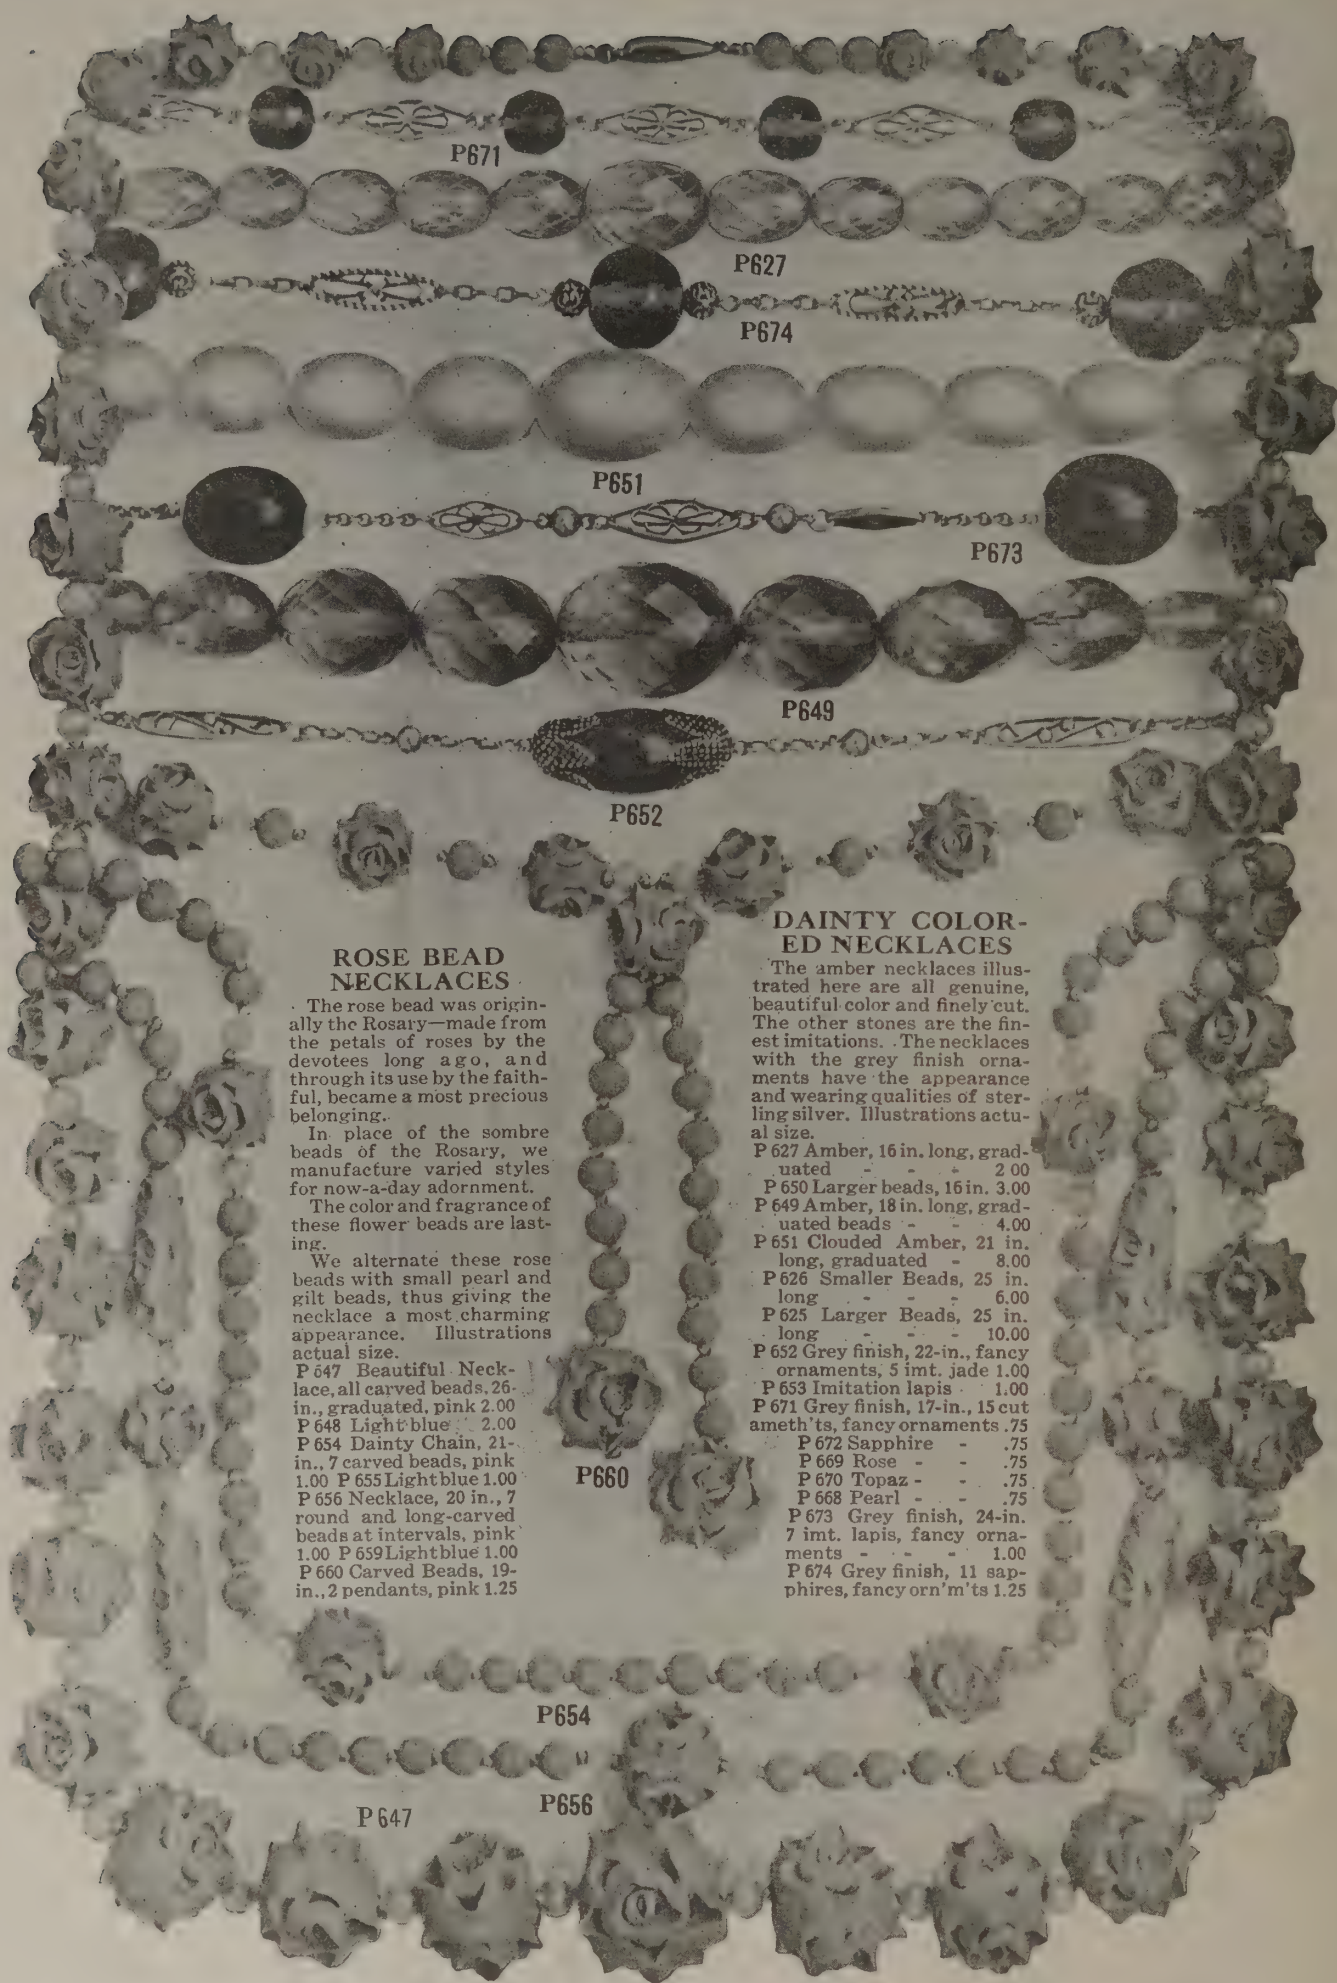 P671
P627
P674
P651
P673
P649
P652
ROSE BEAD
NECKLACES
The rose bead was origin-
ally the Rosary—made from
the petals of roses by the
devotees long ago, and
through its use by the faith-
ful, became a most precious
belonging.
In place of the sombre
beads of the Rosary, we
manufacture varied styles
for now-a-day adornment.
The color and fragrance of
these flower beads are last-
ing.
We alternate these rose
beads with small pearl and
gilt beads, thus giving the
necklace a most charming
appearance. Illustrations
actual size.
P 647 Beautiful Neck-
lace, all carved beads, 26-
in., graduated, pink 2.00
P 648 Light blue 2.00
P 654 Dainty Chain, 21-
in., 7 carved beads, pink
1.00 P 655 Light blue 1.00
P 656 Necklace, 20 in., 7
round and long-carved
beads at intervals, pink
1.00 P 659 Light blue 1.00
P 660 Carved Beads, 19-
in., 2 pendants, pink 1.25
DAINTY COLOR-
ED NECKLACES
The amber necklaces illus-
trated here are all genuine,
beautiful color and finely cut.
The other stones are the fin-
est imitations. The necklaces
with the grey finish orna-
ments have the appearance
and wearing qualities of ster-
ling silver. Illustrations actu-
al size.
P 627 Amber, 16 in. long, grad-
uated - - - 2 00
P 650 Larger beads, 16 in. 3.00
P 649 Amber, 18 in. long, grad-
uated beads - - 4.00
P 651 Clouded Amber, 21 in.
long, graduated - 8.00
P 626 Smaller Beads, 25 in.
long - - - 6.00
P 625 Larger Beads, 25 in.
long - - - 10.00
P 652 Grey finish, 22-in., fancy
ornaments, 5 imt. jade 1.00
P 653 Imitation lapis 1.00
P 671 Grey finish, 17-in., 15 cut
ameth'ts, fancy ornaments .75
P 672 Sapphire - .75
P 669 Rose - - .75
P 670 Topaz - - .75
P 668 Pearl - - .75
P 673 Grey finish, 24-in.
7 imt. lapis, fancy orna-
ments - - - 1.00
P 674 Grey finish, 11 sap-
phires, fancy orn'm'ts 1.25
P660
P654
P656
P647